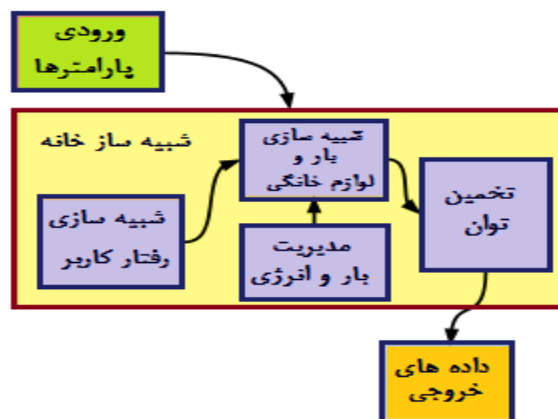 ورودی
پارامترها
شبیه ساز خانه
شبیه سازی
بار و
لوازم خانگی
شبیه سازی
رفتار کاربر
مدیریت
بار و انرژی
تخمین
توان
داده های
خروجی